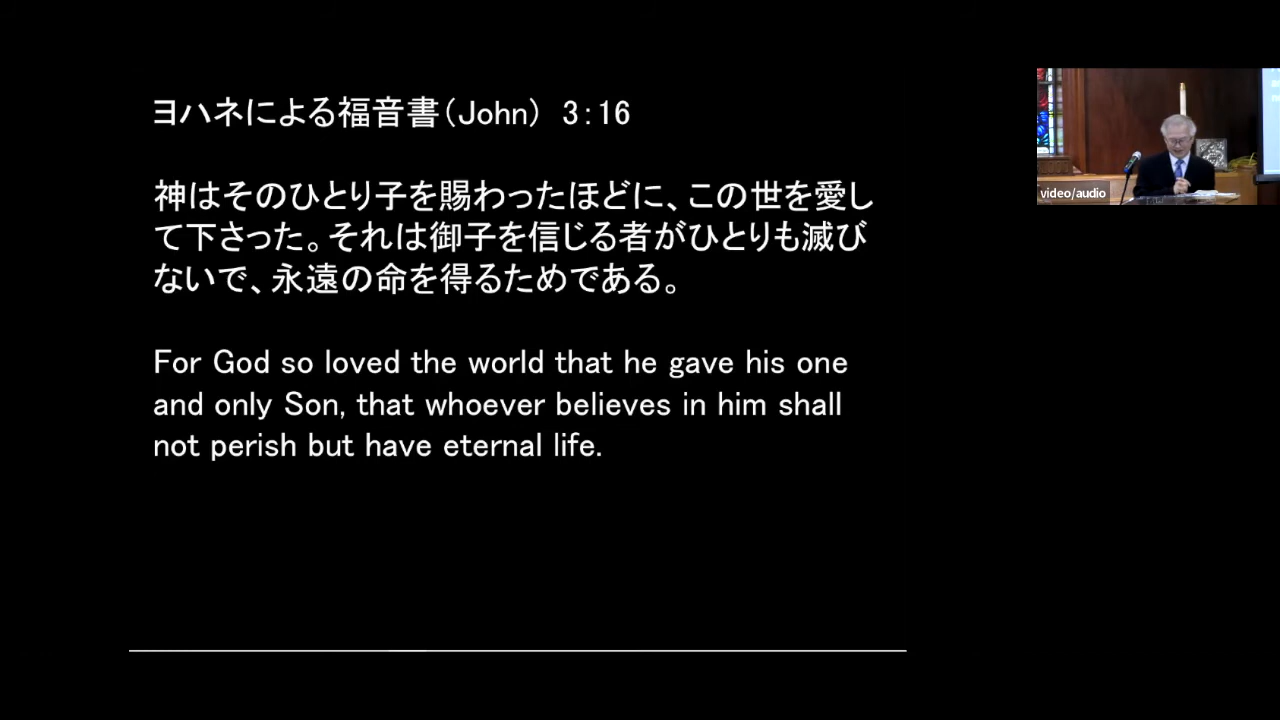 ヨハネによる福音書（John） 3：16
神はそのひとり子を賜わったほどに、この世を愛し
て下さった。それは御子を信じる者がひとりも滅び
ないで、永遠の命を得るためである。
For God so loved the world that he gave his one
and only Son, that whoever believes in him shall
not perish but have eternal life.
video/audio